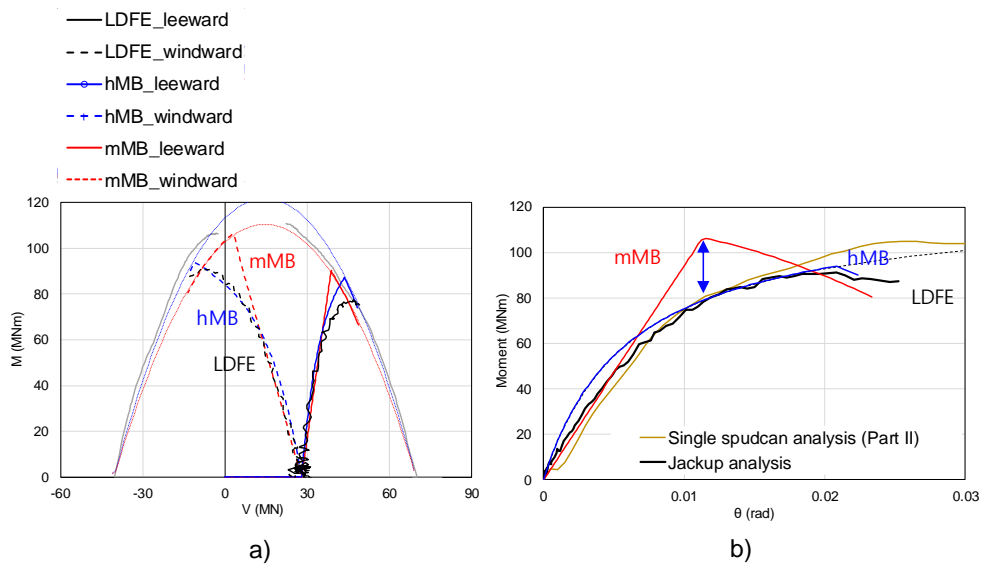 LDFE_leeward
LDFE_windward
hMB_leeward
hMB_windward
mMB_leeward
mMB_windward
120
100
80
60
40
20
0
M (MNm)
-60
-30
0
30
60
90
V (MN)
mMB
hMB
LDFE
a)
120
100
80
60
40
20
0
Moment (MNm)
0
0.01
0.02
0.03
θ (rad)
mMB
hMB
LDFE
Single spudcan analysis (Part II)
Jackup analysis
b)